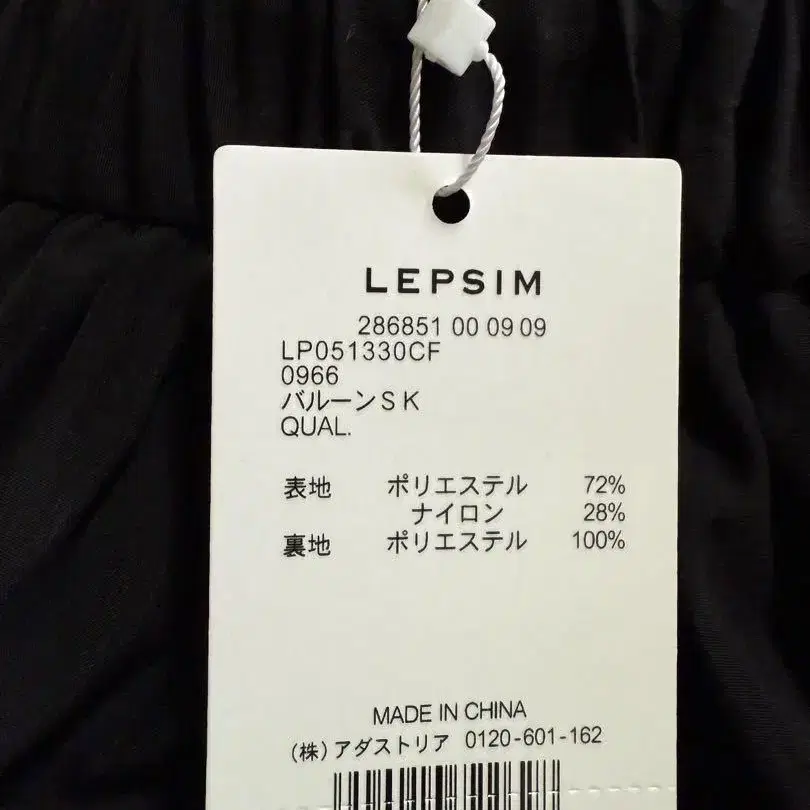 LEPSIM
286851 00 09 09
LP051330CF
0966
バルーンSK
QUAL.
表地 ポリエステル 72%
ナイロン 28%
裏地 ポリエステル 100%
MADE IN CHINA
(株)アダストリア 0120-601-162